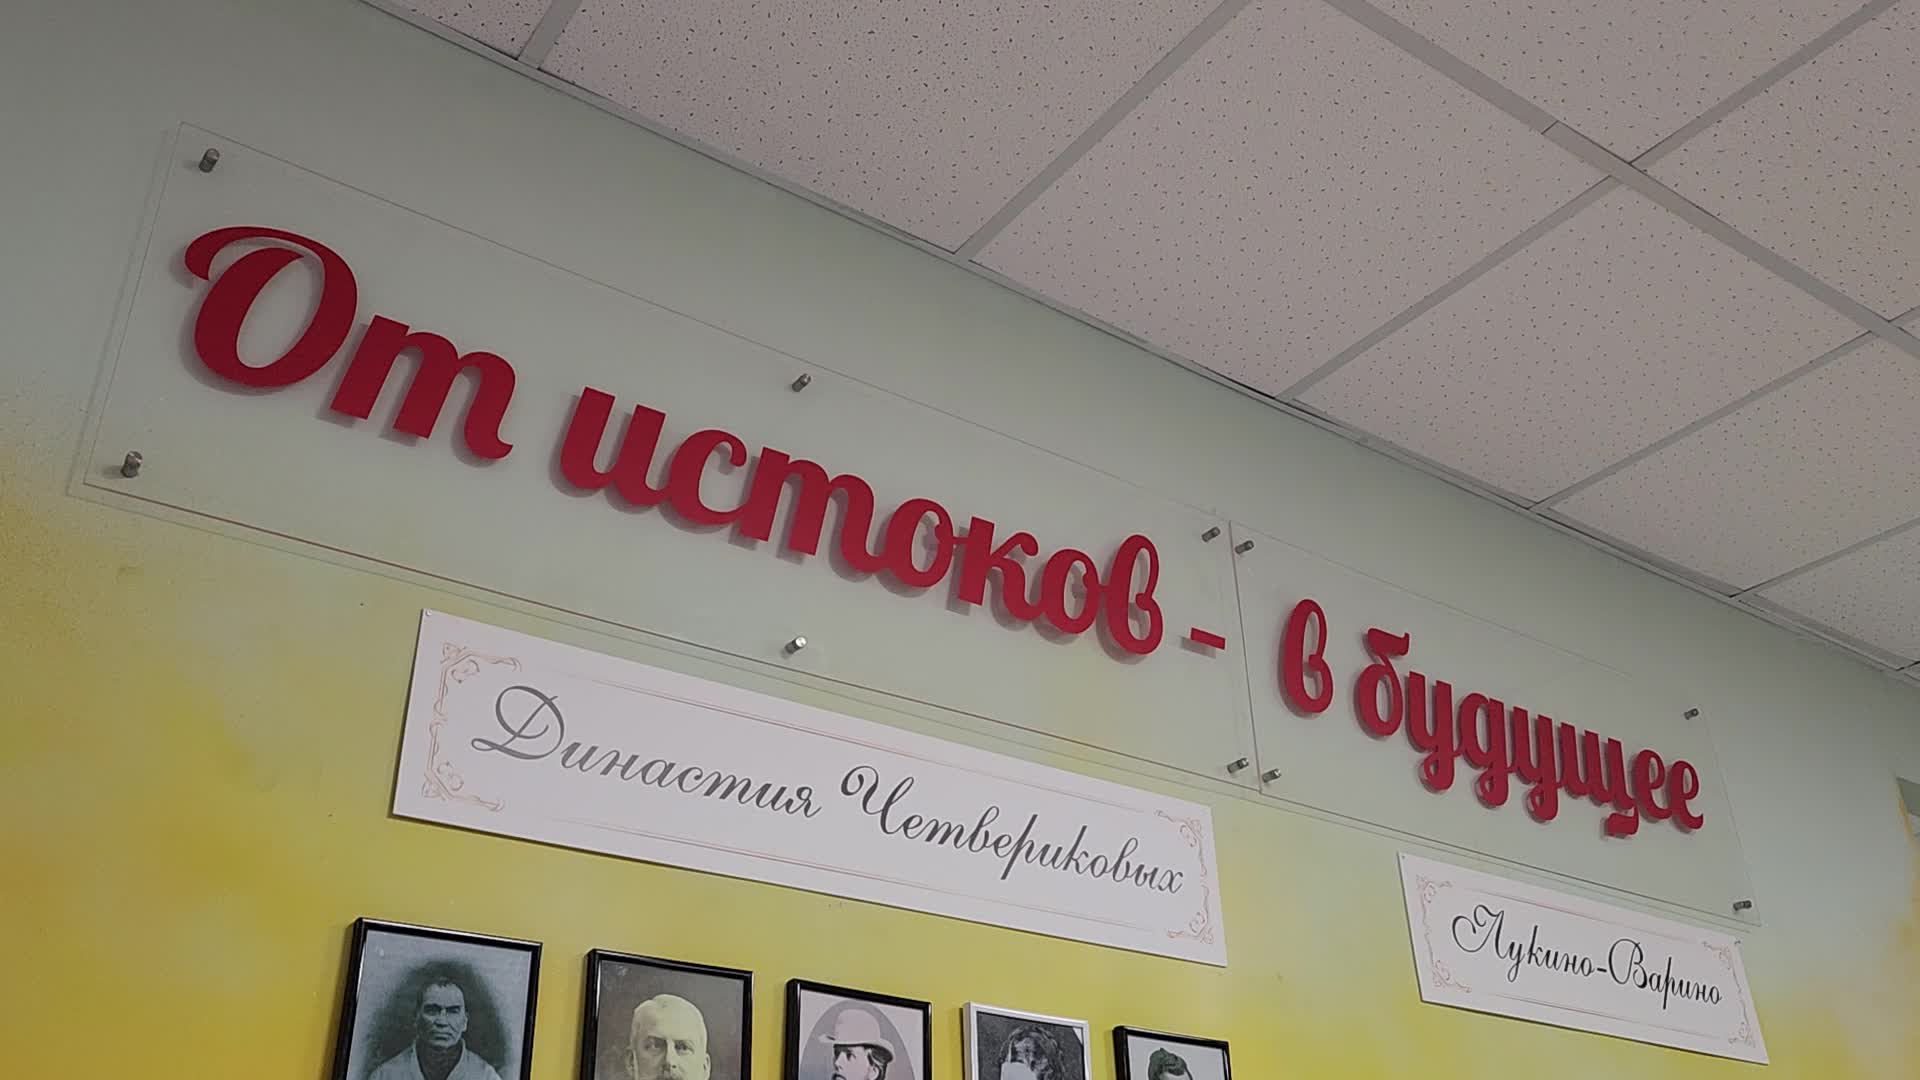 От истоков - в будущее
Династия Четвериковых
Лукино-Варино